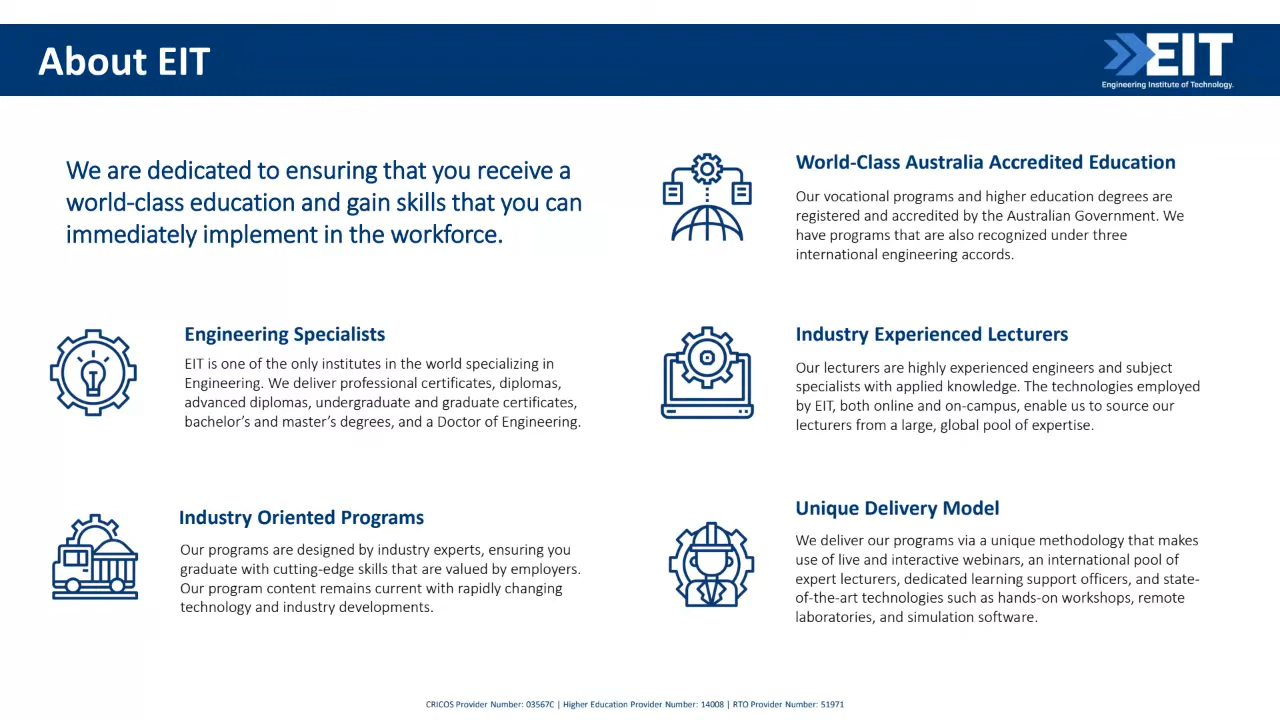 About EIT
EIT
Engineering Institute of Technology.
We are dedicated to ensuring that you receive a
world-class education and gain skills that you can
immediately implement in the workforce.
World-Class Australia Accredited Education
Our vocational programs and higher education degrees are
registered and accredited by the Australian Government. We
have programs that are also recognized under three
international engineering accords.
Engineering Specialists
EIT is one of the only institutes in the world specializing in
Engineering. We deliver professional certificates, diplomas,
advanced diplomas, undergraduate and graduate certificates,
bachelor’s and master’s degrees, and a Doctor of Engineering.
Industry Experienced Lecturers
Our lecturers are highly experienced engineers and subject
specialists with applied knowledge. The technologies employed
by EIT, both online and on-campus, enable us to source our
lecturers from a large, global pool of expertise.
Industry Oriented Programs
Our programs are designed by industry experts, ensuring you
graduate with cutting-edge skills that are valued by employers.
Our program content remains current with rapidly changing
technology and industry developments.
Unique Delivery Model
We deliver our programs via a unique methodology that makes
use of live and interactive webinars, an international pool of
expert lecturers, dedicated learning support officers, and state-
of-the-art technologies such as hands-on workshops, remote
laboratories, and simulation software.
CRICOS Provider Number: 03567C | Higher Education Provider Number: 14008 | RTO Provider Number: 51971